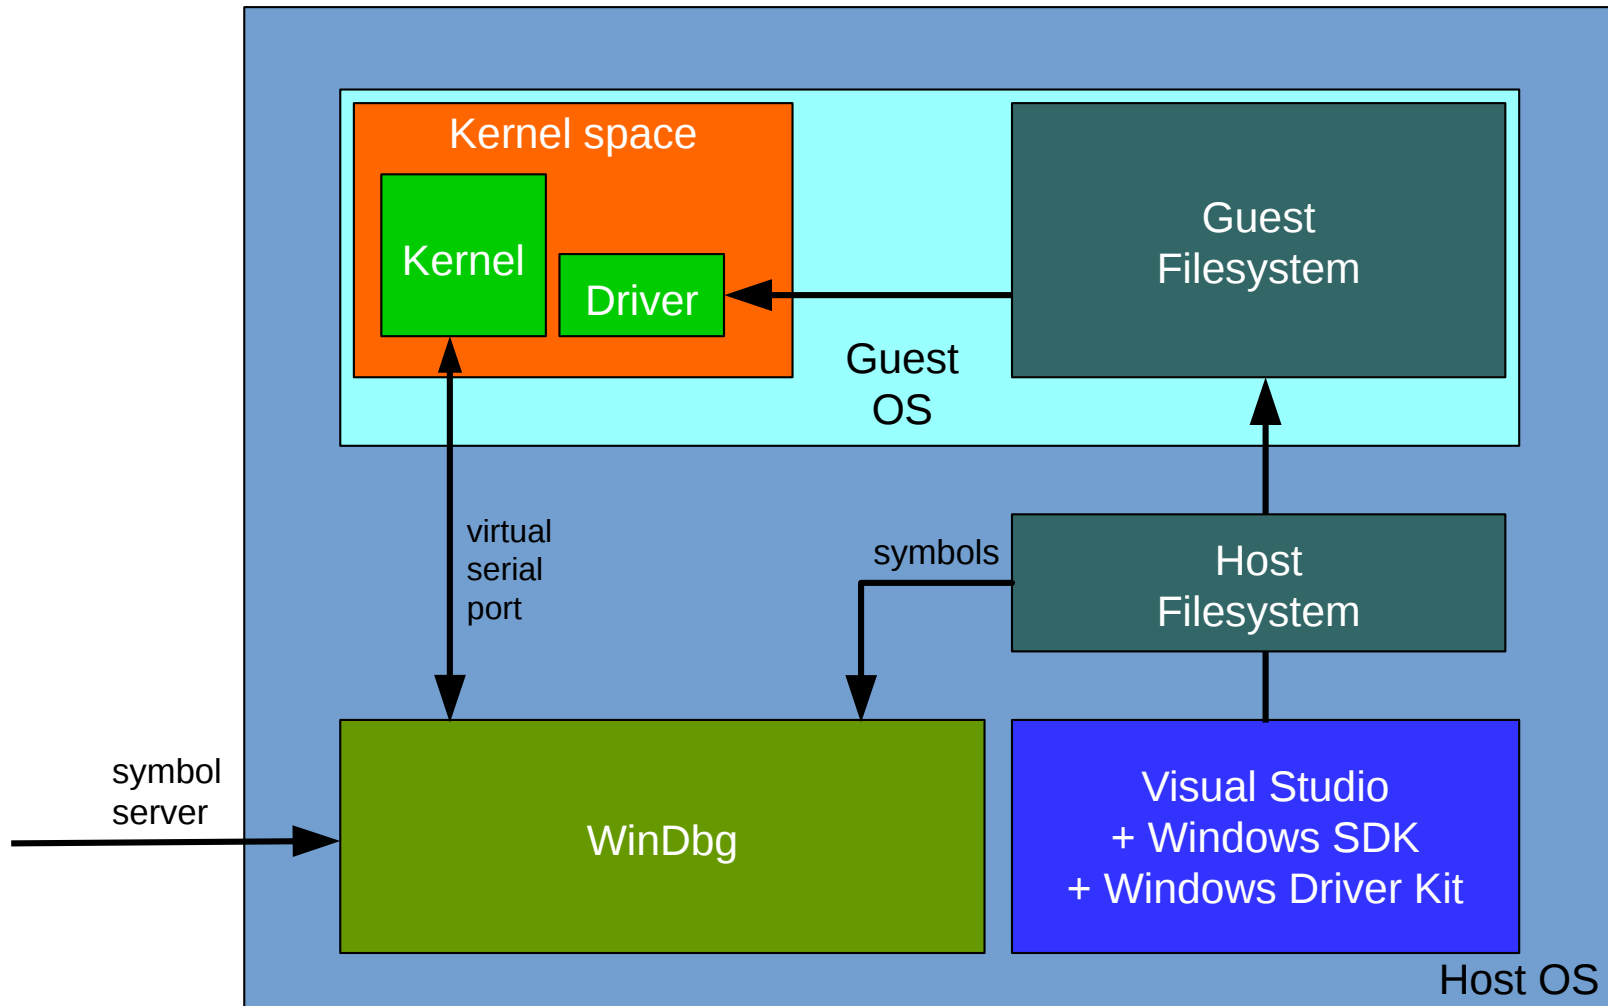 Kernel space
Kernel
Driver
Guest
Filesystem
Guest
OS
virtual
serial
port
symbols
Host
Filesystem
symbol
server
WinDbg
Visual Studio
+ Windows SDK
+ Windows Driver Kit
Host OS